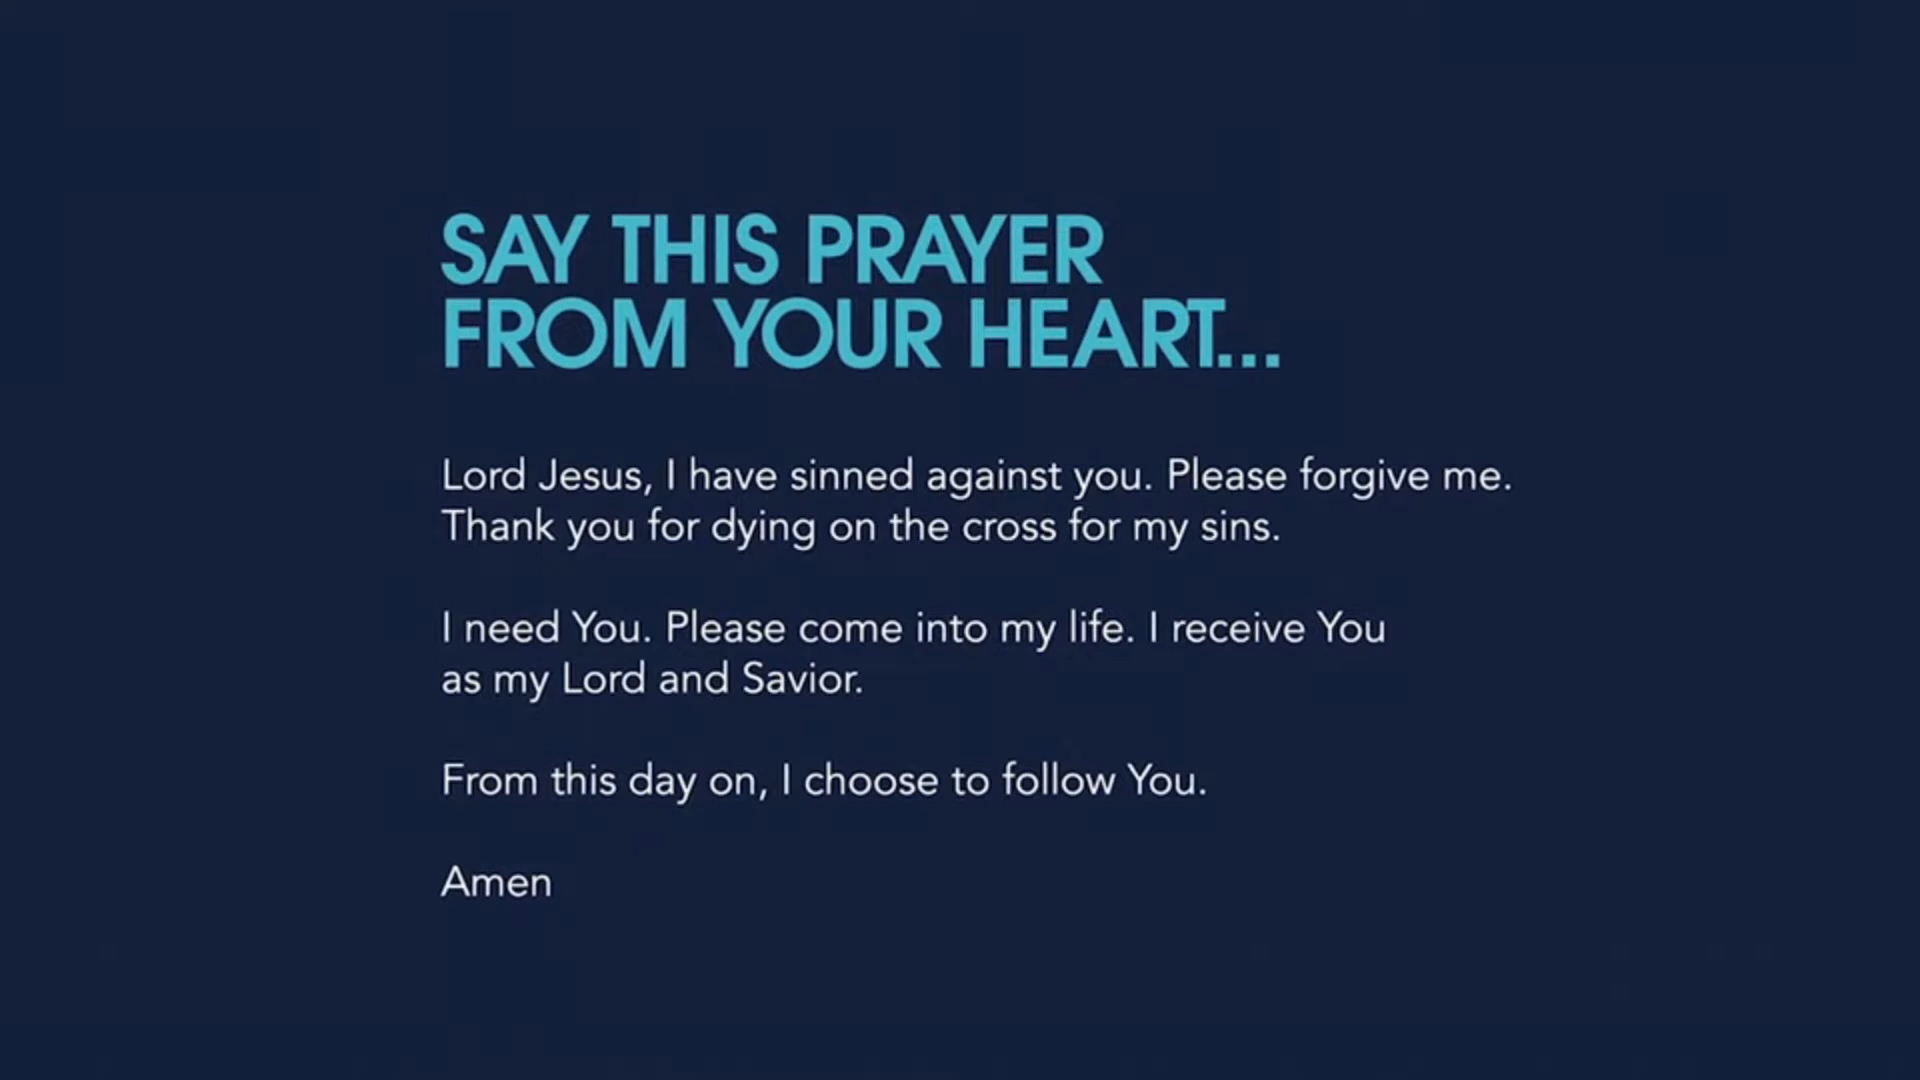 SAY THIS PRAYER
FROM YOUR HEART...
Lord Jesus, I have sinned against you. Please forgive me.
Thank you for dying on the cross for my sins.
I need You. Please come into my life. I receive You
as my Lord and Savior.
From this day on, I choose to follow You.
Amen